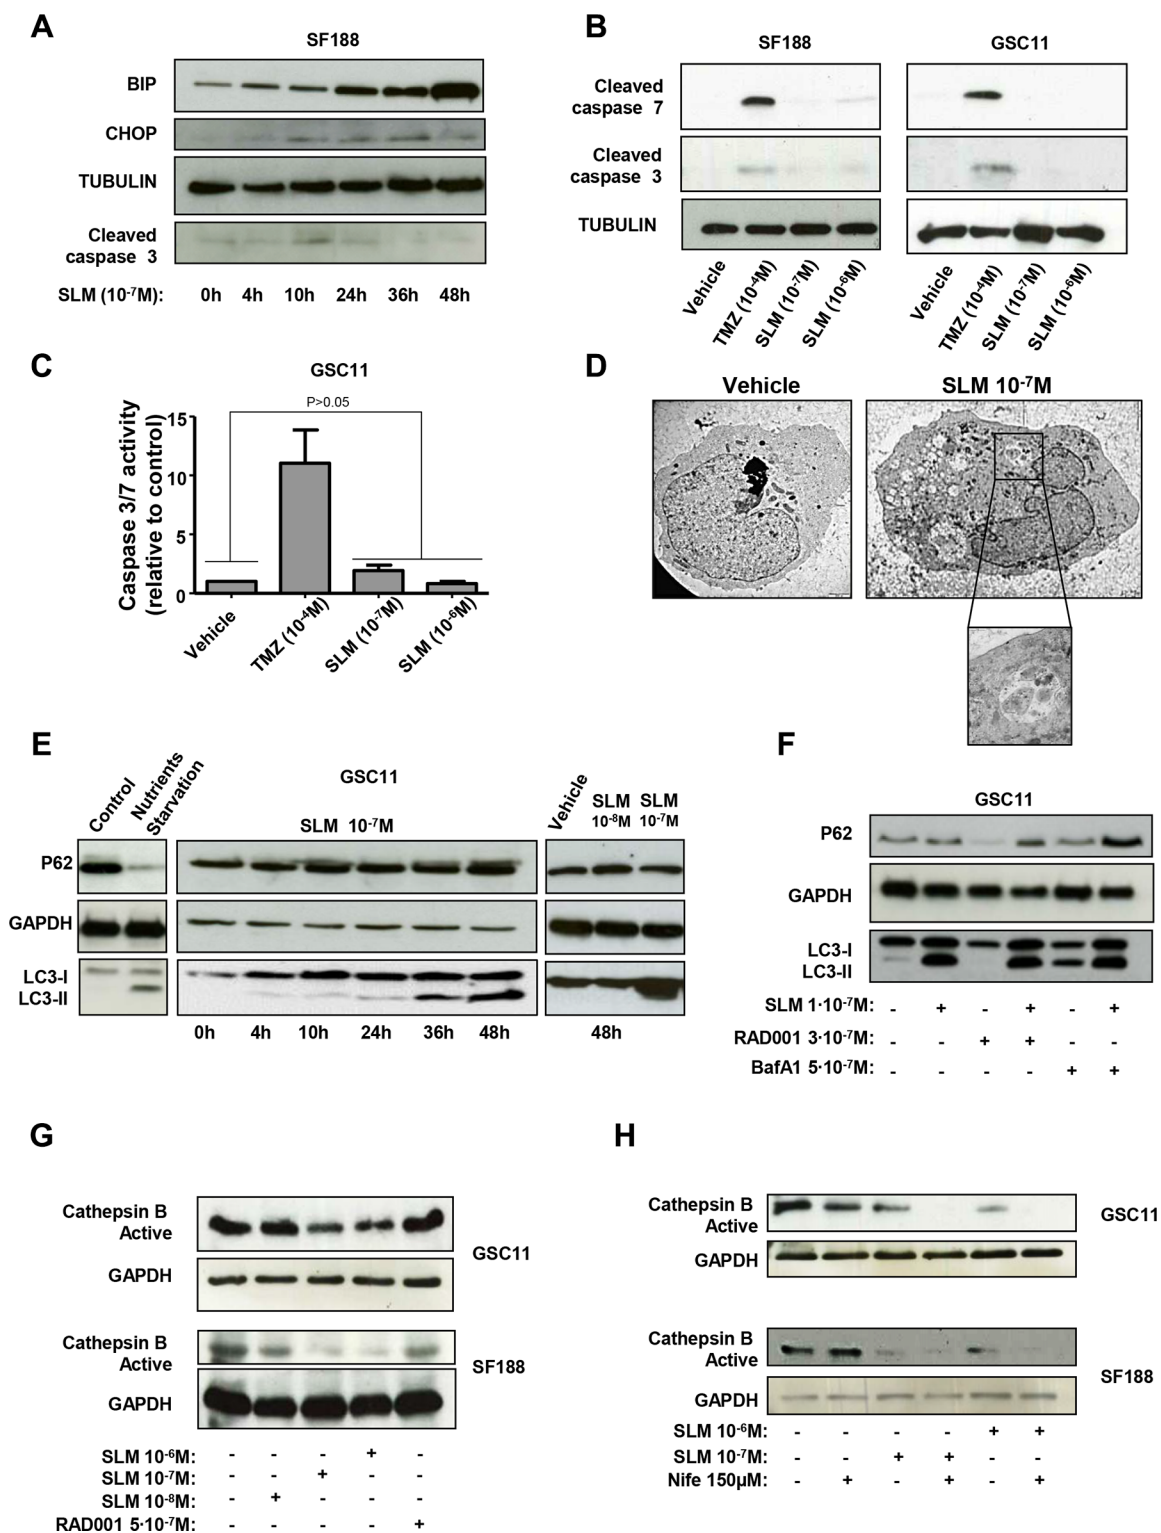 A
SF188
BIP
CHOP
TUBULIN
Cleaved
caspase 3
SLM (10⁻⁷M): 0h 4h 10h 24h 36h 48h
B
SF188 GSC11
Cleaved
caspase 7
Cleaved
caspase 3
TUBULIN
Vehicle
TMZ (10⁻⁴M)
SLM (10⁻⁷M)
SLM (10⁻⁶M)
Vehicle
TMZ (10⁻⁴M)
SLM (10⁻⁷M)
SLM (10⁻⁶M)
C
GSC11
P>0.05
Caspase 3/7 activity
(relative to control)
15
10
5
0
Vehicle
TMZ (10⁻⁴M)
SLM (10⁻⁷M)
SLM (10⁻⁶M)
D
Vehicle SLM 10⁻⁷M
E
Control
Nutrients
Starvation
GSC11
SLM 10⁻⁷M
Vehicle
SLM
10⁻⁸M
SLM
10⁻⁷M
P62
GAPDH
LC3-I
LC3-II
0h 4h 10h 24h 36h 48h 48h
F
GSC11
P62
GAPDH
LC3-I
LC3-II
SLM 1·10⁻⁷M: - + - + - +
RAD001 3·10⁻⁷M: - - + + - -
BafA1 5·10⁻⁷M: - - - - + +
G
Cathepsin B
Active
GSC11
GAPDH
Cathepsin B
Active
SF188
GAPDH
SLM 10⁻⁶M: - - - + -
SLM 10⁻⁷M: - - + - -
SLM 10⁻⁸M: - + - - -
RAD001 5·10⁻⁷M: - - - - +
H
Cathepsin B
Active
GSC11
GAPDH
Cathepsin B
Active
SF188
GAPDH
SLM 10⁻⁶M: - - - - + +
SLM 10⁻⁷M: - - + + - -
Nife 150µM: - + - + - +